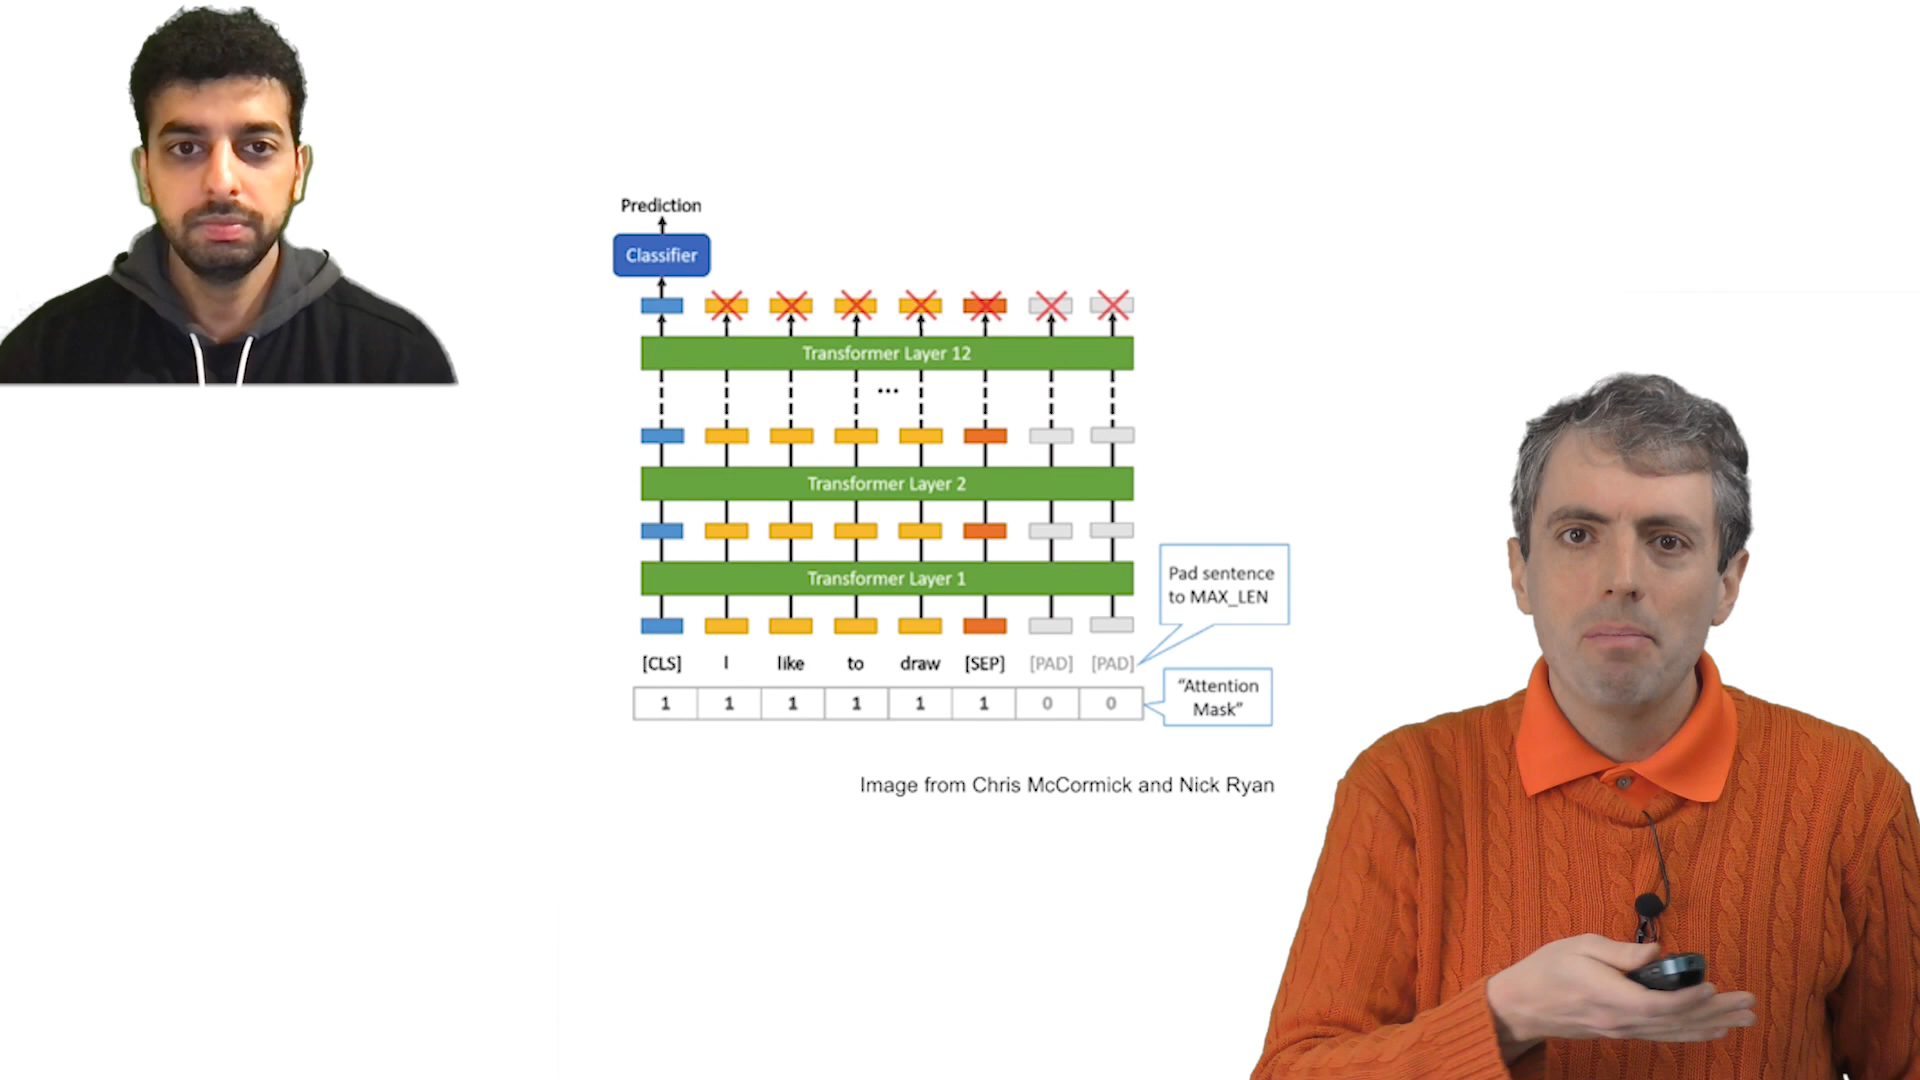 Prediction
Classifier
Transformer Layer 12
...
Transformer Layer 2
Transformer Layer 1
Pad sentence
to MAX_LEN
[CLS] I like to draw [SEP] [PAD] [PAD]
1 1 1 1 1 1 0 0
“Attention
Mask”
Image from Chris McCormick and Nick Ryan